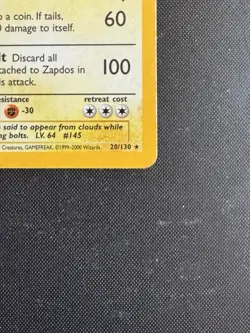 a coin. If tails, 60
damage to itself.
Discard all
tached to Zapdos in 100
s attack.
sistance retreat cost
-30
said to appear from clouds while
ng bolts. LV. 64 #145
Creatures, GAMEFREAK. ©1999-2000 Wizards. 20/130 ★